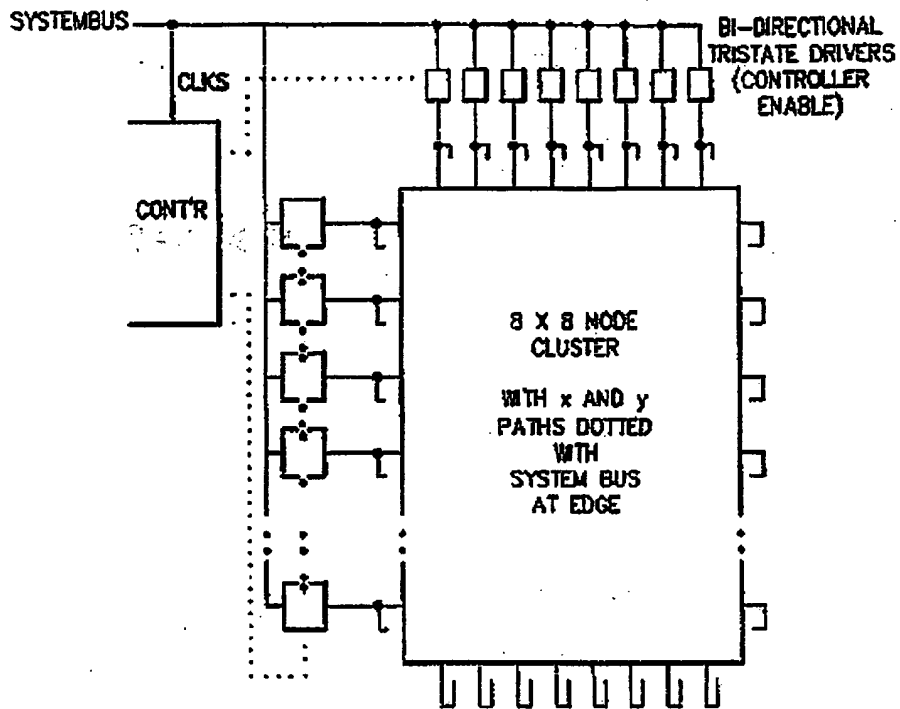 SYSTEMBUS
BI-DIRECTIONAL
TRISTATE DRIVERS
(CONTROLLER
ENABLE)
CLKS
CONT'R
8 X 8 NODE
CLUSTER
WITH x AND y
PATHS DOTTED
WITH
SYSTEM BUS
AT EDGE